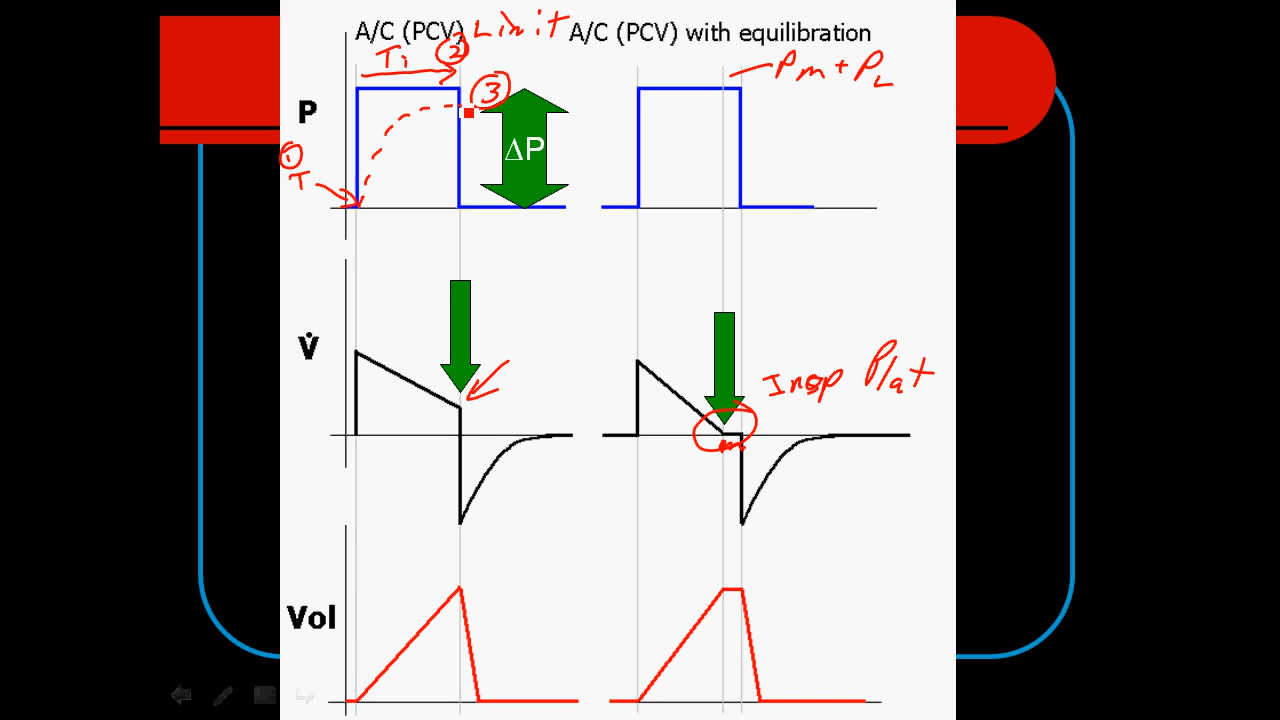 A/C (PCV) Limit
A/C (PCV) with equilibration
Ti
2
3
Pm + PL
P
ΔP
1
T
V̇
Insp Plat
Vol